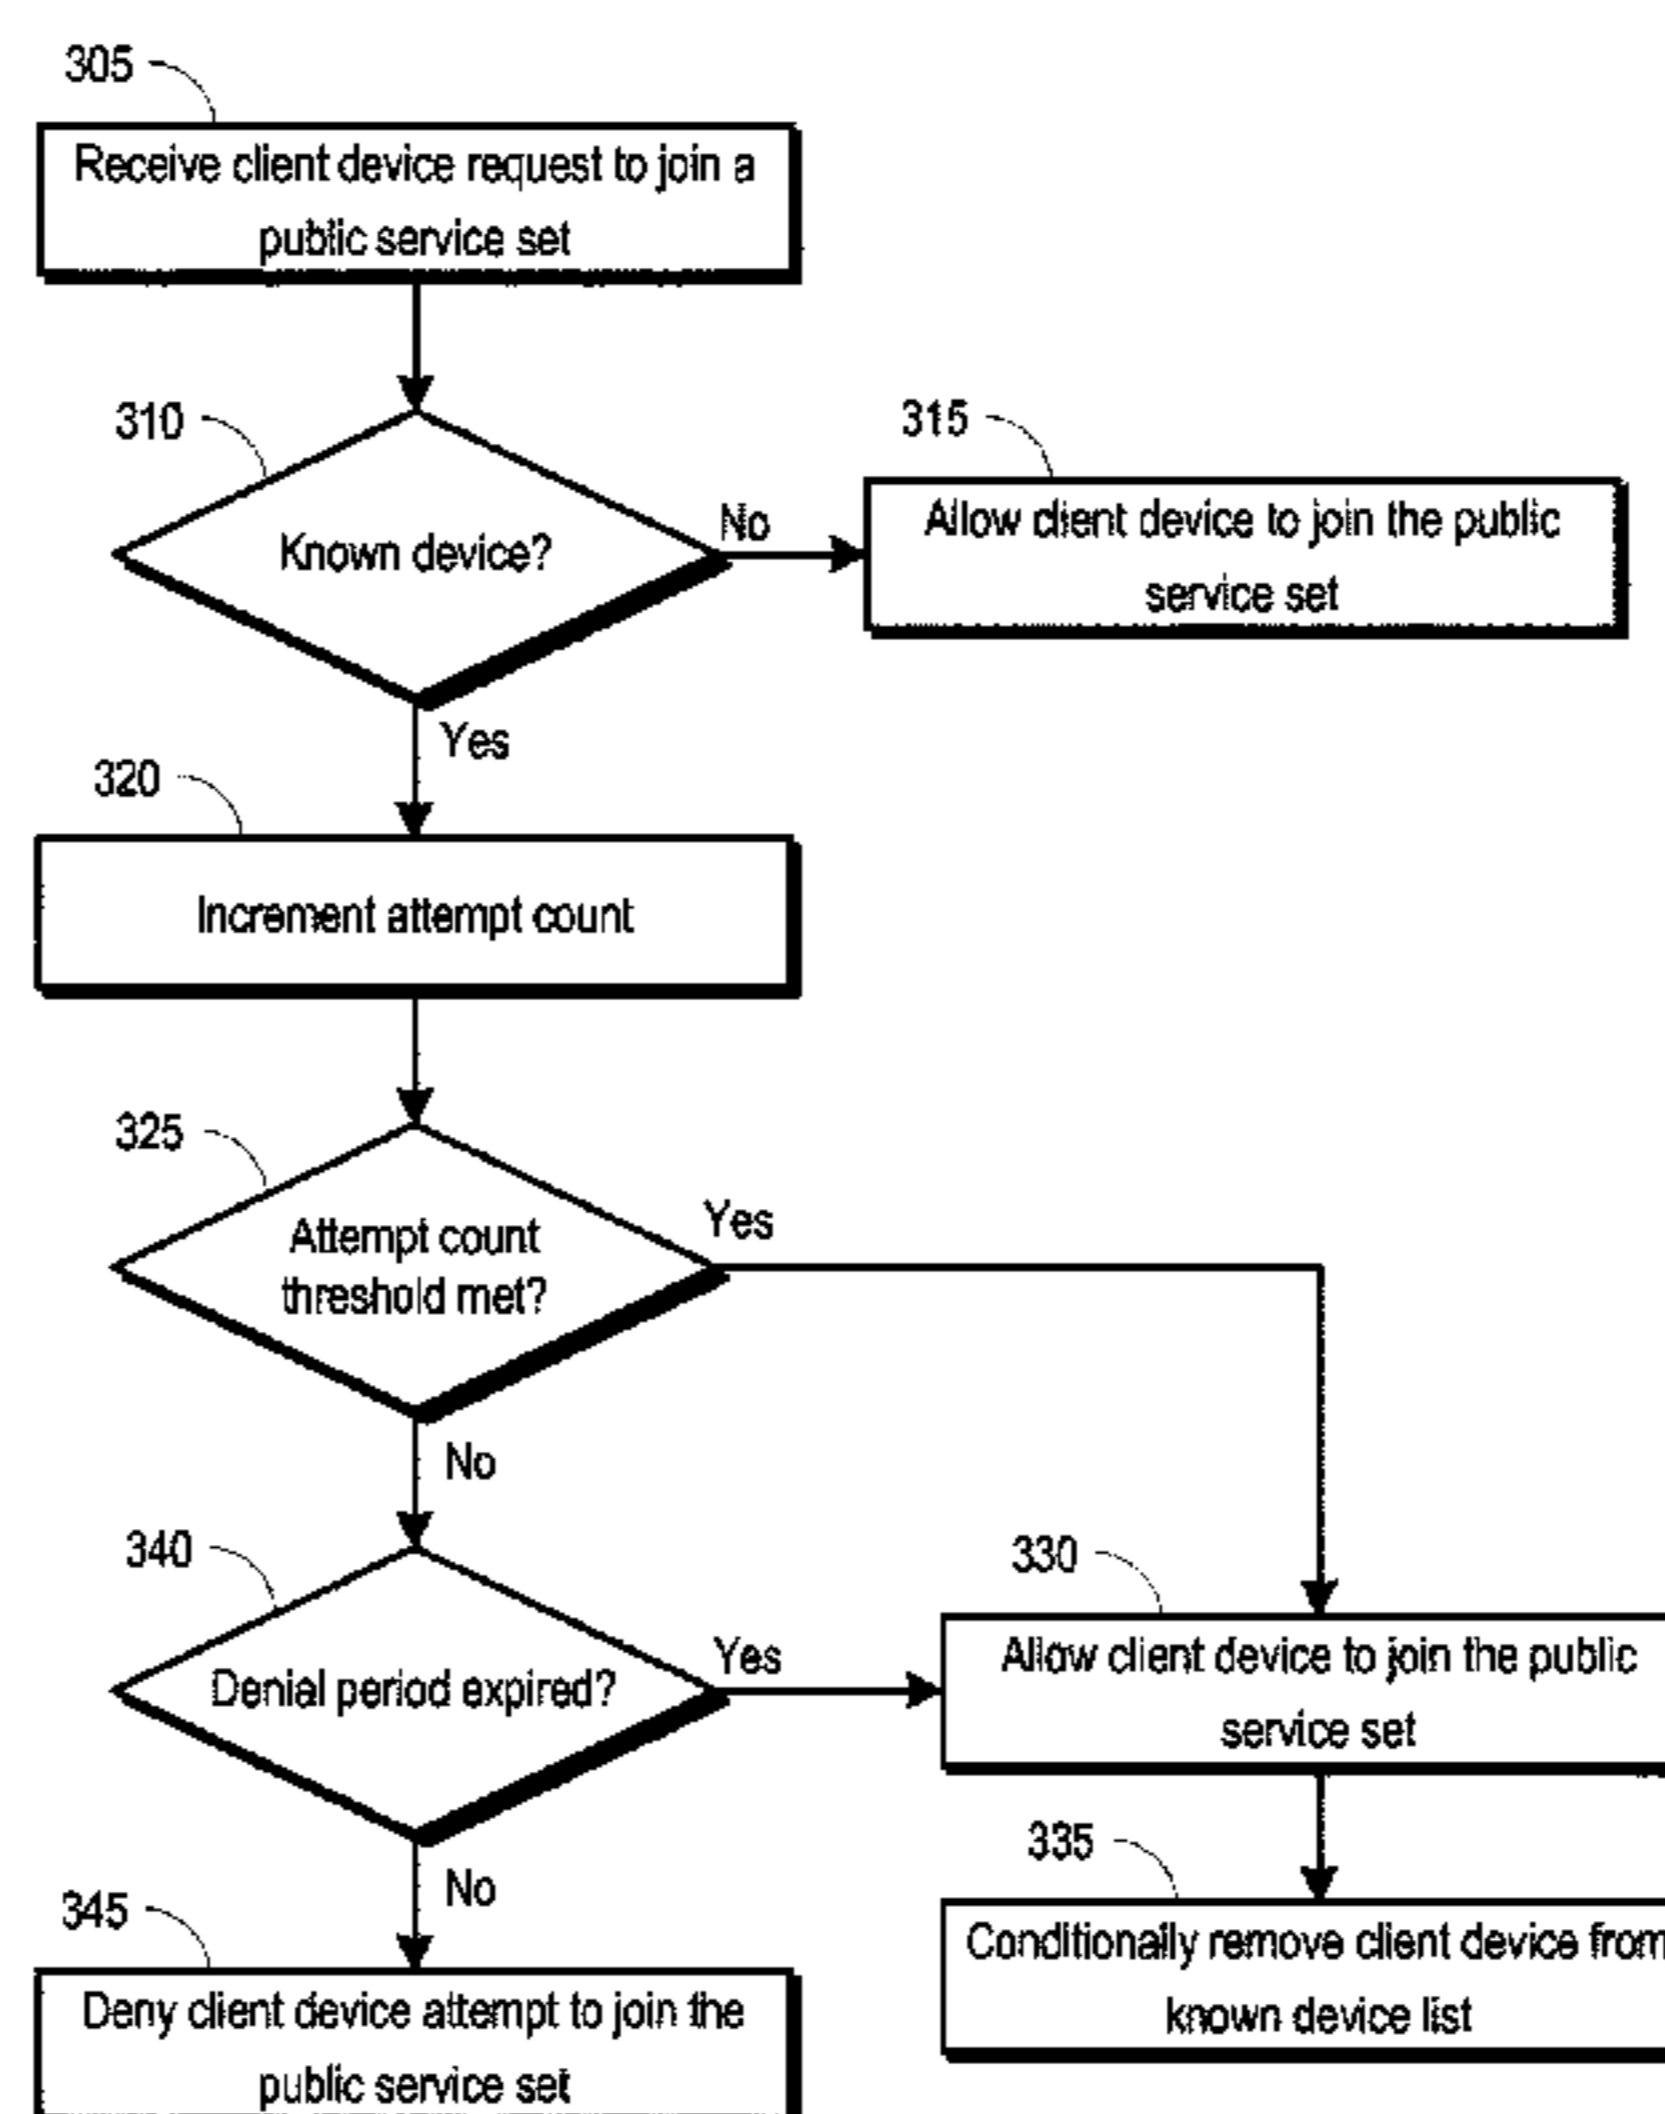 305
Receive client device request to join a
public service set
310
Known device?
No
315
Allow client device to join the public
service set
Yes
320
Increment attempt count
325
Attempt count
threshold met?
Yes
No
340
Denial period expired?
Yes
330
Allow client device to join the public
service set
335
Conditionally remove client device from
known device list
No
345
Deny client device attempt to join the
public service set